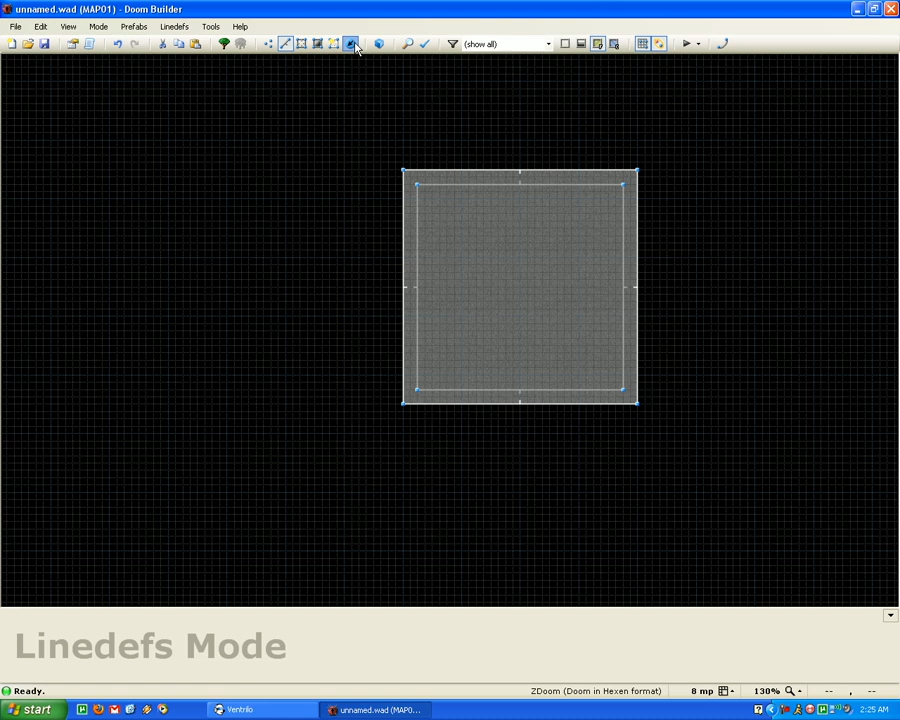 unnamed.wad (MAP01) - Doom Builder
File Edit View Mode Prefabs Linedefs Tools Help
(show all)
Linedefs Mode
Ready. ZDoom (Doom in Hexen format) 8 mp 130% -- , --
start Ventrilo unnamed.wad (MAP0... 2:25 AM